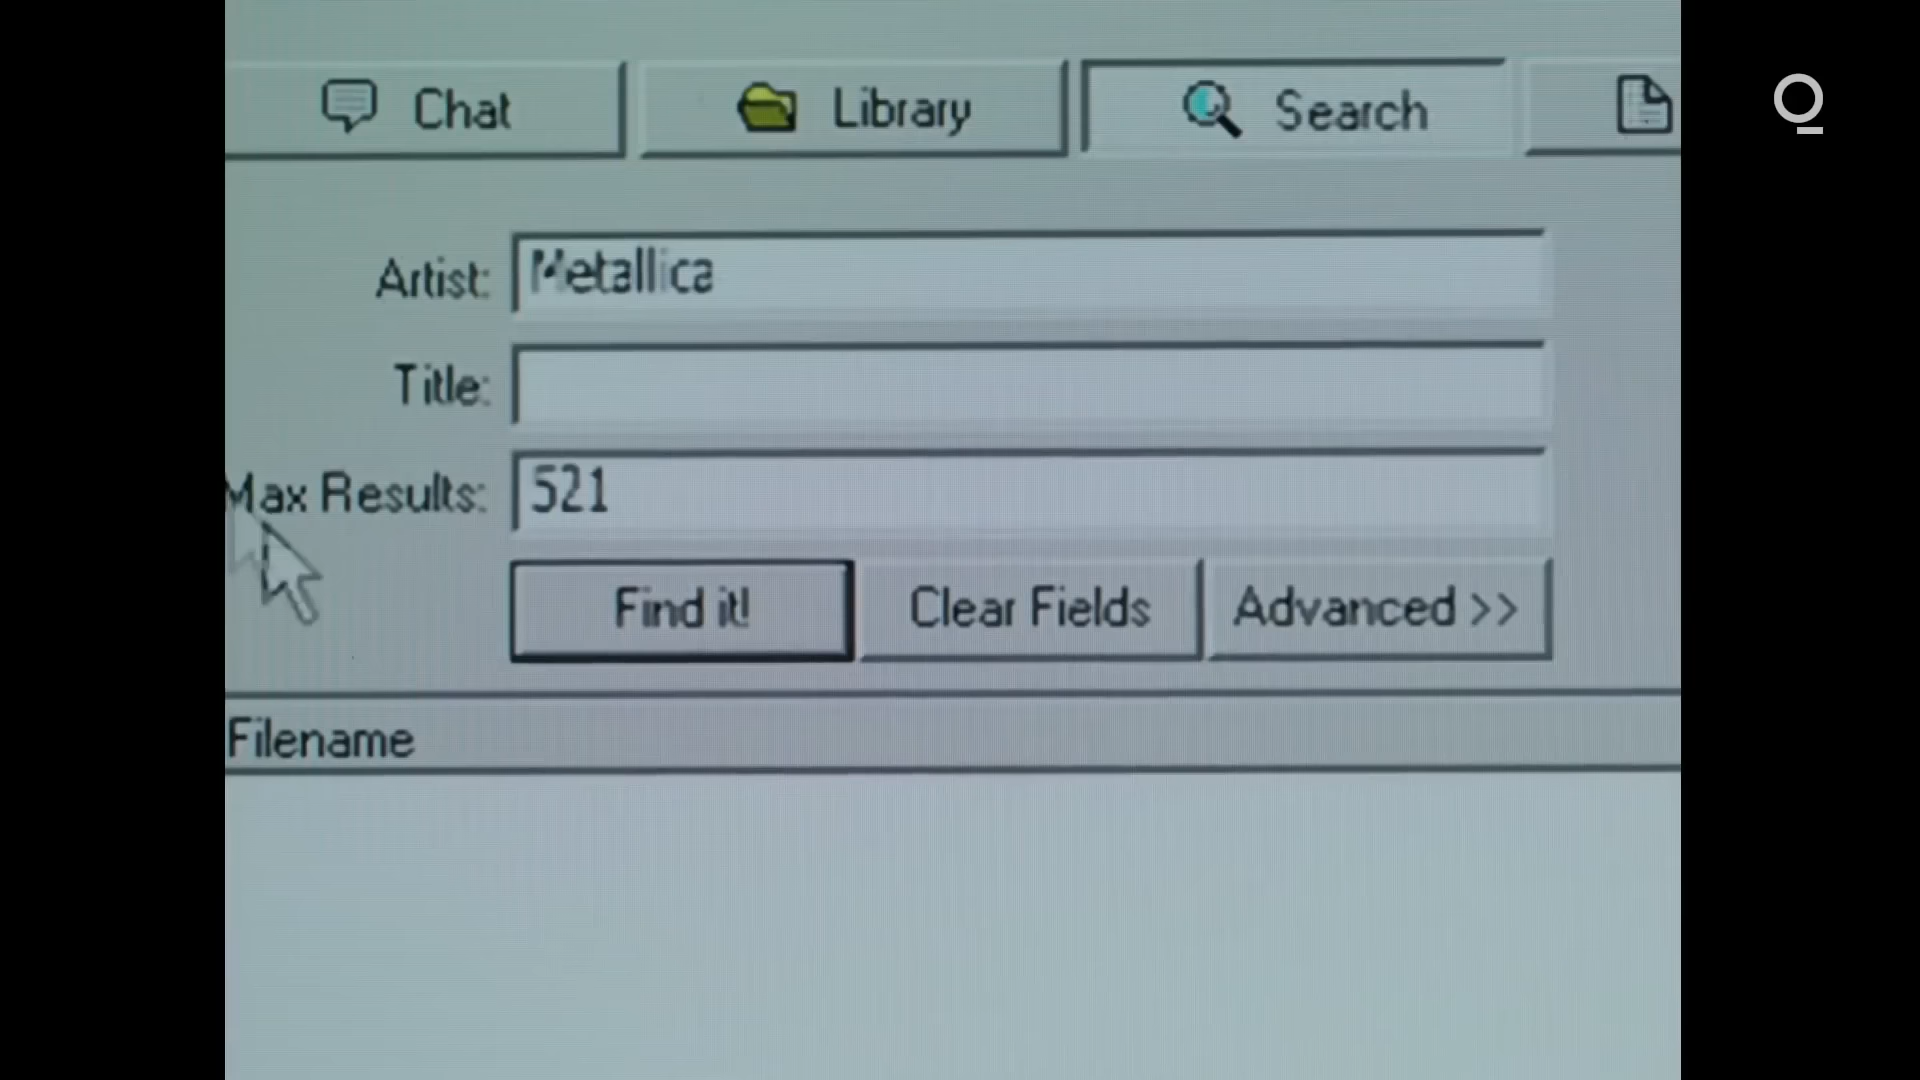 Chat Library Search
Artist: Metallica
Title:
Max Results: 521
Find it! Clear Fields Advanced >>
Filename